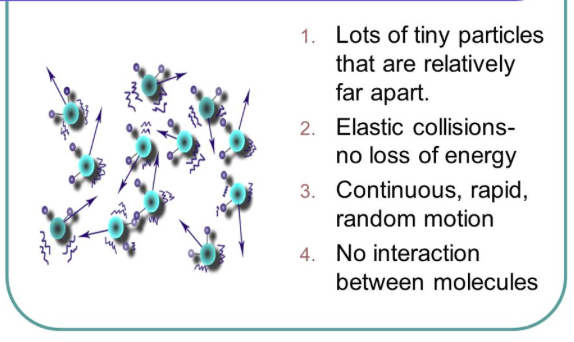 1. Lots of tiny particles
that are relatively
far apart.
2. Elastic collisions-
no loss of energy
3. Continuous, rapid,
random motion
4. No interaction
between molecules